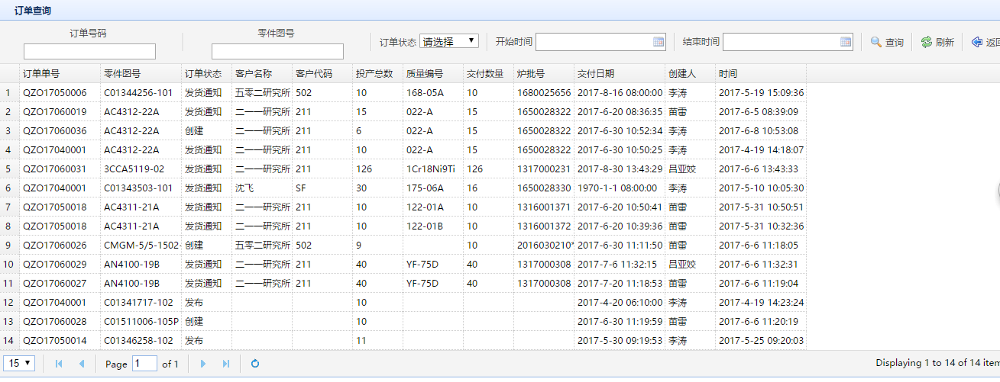 订单查询
订单号码 零件图号 订单状态 请选择 开始时间 结束时间 查询 刷新 返回
订单单号 零件图号 订单状态 客户名称 客户代码 投产总数 质量编号 交付数量 炉批号 交付日期 创建人 时间
1 QZO17050006 C01344256-101 发货通知 五零二研究所 502 10 168-05A 10 1680025656 2017-8-16 08:00:00 李涛 2017-5-19 15:09:36
2 QZO17060019 AC4312-22A 发货通知 二一一研究所 211 15 022-A 15 1650028322 2017-6-20 08:36:35 苗雷 2017-6-5 08:39:09
3 QZO17060036 AC4312-22A 创建 二一一研究所 211 6 022-A 15 1650028322 2017-6-30 10:52:34 李涛 2017-6-8 10:53:08
4 QZO17040001 AC4312-22A 发货通知 二一一研究所 211 10 022-A 15 1650028322 2017-6-30 10:50:25 李涛 2017-4-19 14:18:07
5 QZO17060031 3CCA5119-02 发货通知 二一一研究所 211 126 1Cr18Ni9Ti 126 1317000231 2017-8-30 13:43:29 吕亚姣 2017-6-6 13:43:33
6 QZO17040001 C01343503-101 发货通知 沈飞 SF 30 175-06A 16 1650028330 1970-1-1 08:00:00 李涛 2017-5-10 10:05:30
7 QZO17050018 AC4311-21A 发货通知 二一一研究所 211 10 122-01A 10 1316001371 2017-6-20 10:50:41 苗雷 2017-5-31 10:50:51
8 QZO17050018 AC4311-21A 发货通知 二一一研究所 211 10 122-01B 10 1316001372 2017-6-20 10:39:36 苗雷 2017-5-31 10:32:36
9 QZO17060026 CMGM-5/5-1502- 创建 五零二研究所 502 9 10 2016030210* 2017-6-30 11:11:50 苗雷 2017-6-6 11:18:05
10 QZO17060029 AN4100-19B 发货通知 二一一研究所 211 40 YF-75D 40 1317000308 2017-7-6 11:32:15 吕亚姣 2017-6-6 11:32:31
11 QZO17060027 AN4100-19B 发货通知 二一一研究所 211 40 YF-75D 40 1317000308 2017-7-20 11:18:53 苗雷 2017-6-6 11:19:04
12 QZO17040001 C01341717-102 发布 10 2017-4-20 06:10:00 李涛 2017-4-19 14:23:24
13 QZO17060028 C01511006-105P 创建 10 2017-6-30 11:19:59 苗雷 2017-6-6 11:20:19
14 QZO17050014 C01346258-102 发布 11 2017-5-30 09:19:53 李涛 2017-5-25 09:20:03
15 Page 1 of 1 Displaying 1 to 14 of 14 item